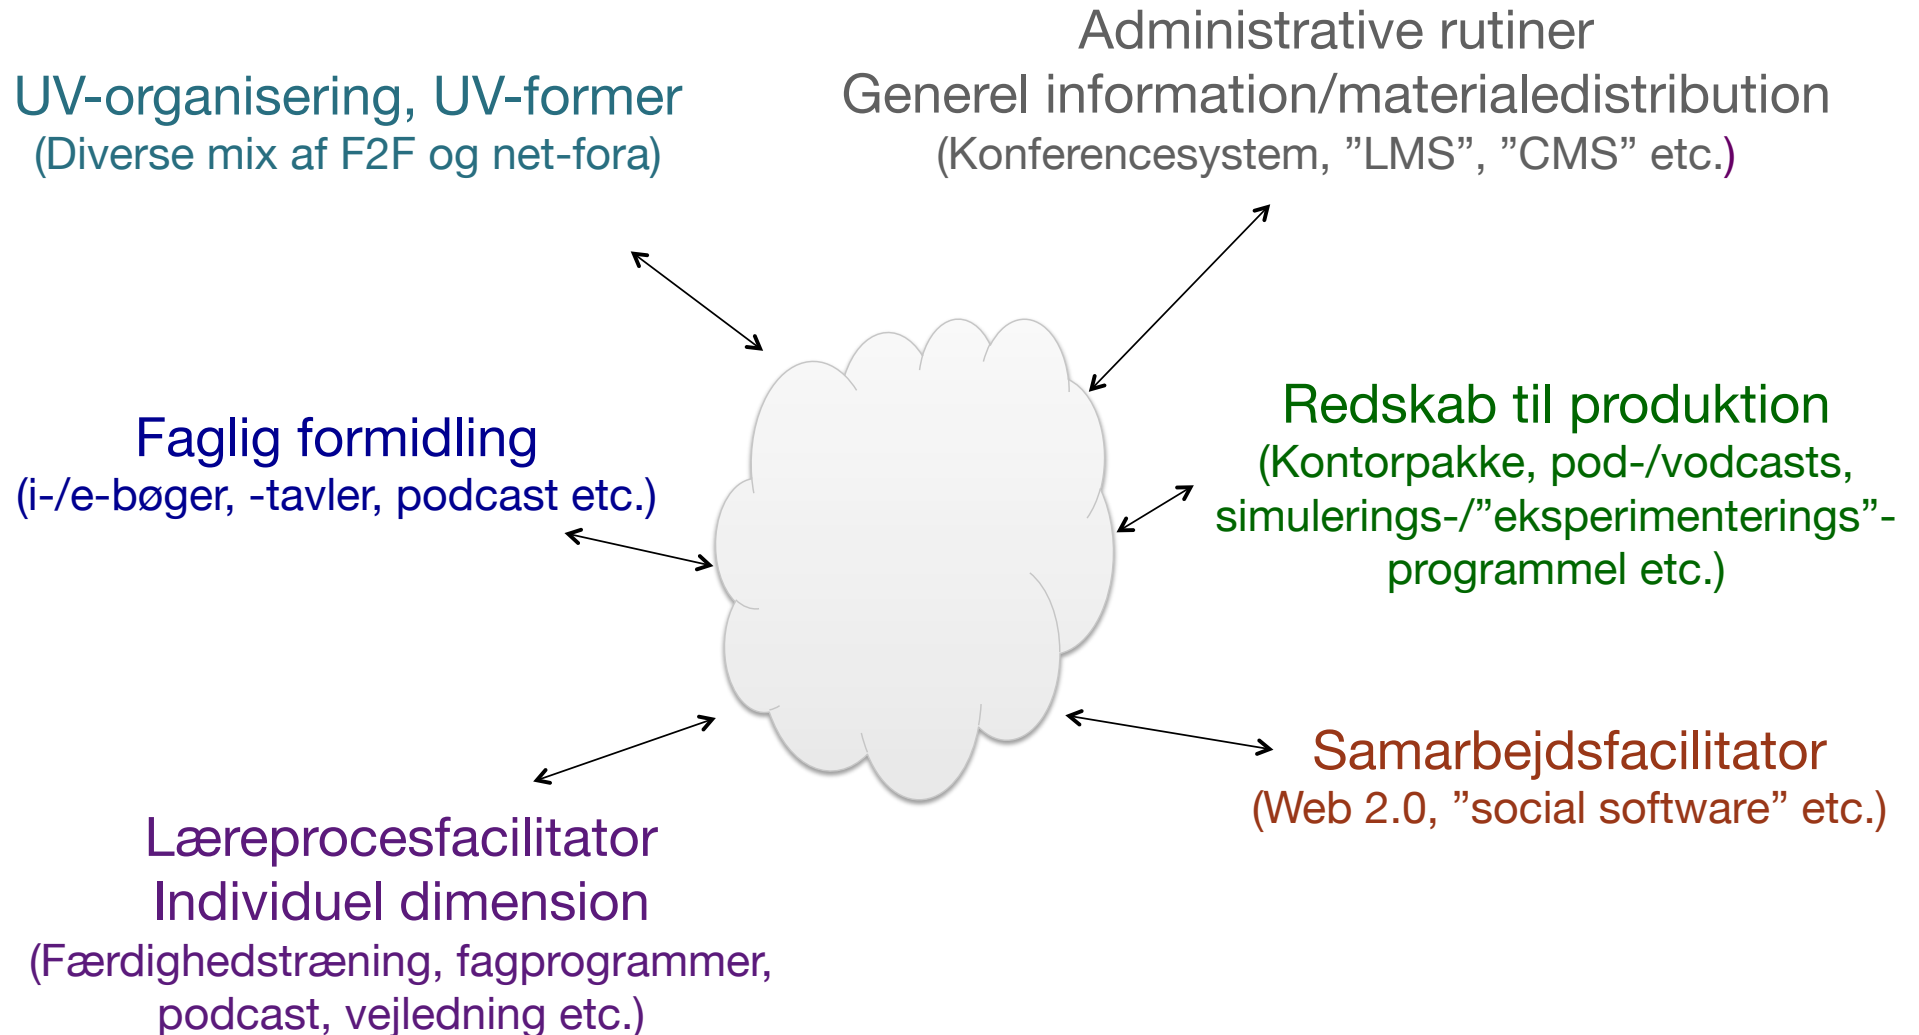 Administrative rutiner
Generel information/materialedistribution
(Konferencesystem, ”LMS”, ”CMS” etc.)
UV-organisering, UV-former
(Diverse mix af F2F og net-fora)
Faglig formidling
(i-/e-bøger, -tavler, podcast etc.)
Redskab til produktion
(Kontorpakke, pod-/vodcasts,
simulerings-/”eksperimenterings”-
programmel etc.)
Samarbejdsfacilitator
(Web 2.0, ”social software” etc.)
Læreprocesfacilitator
Individuel dimension
(Færdighedstræning, fagprogrammer,
podcast, vejledning etc.)